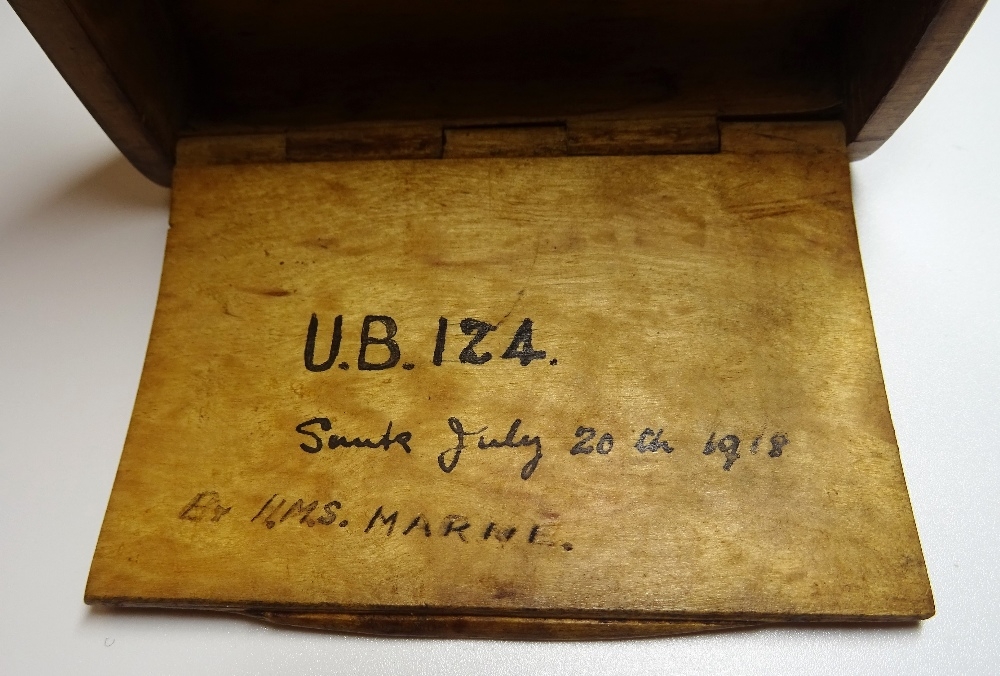 U.B. 124.
Sunk July 20th 1918
By H.M.S. MARNE.